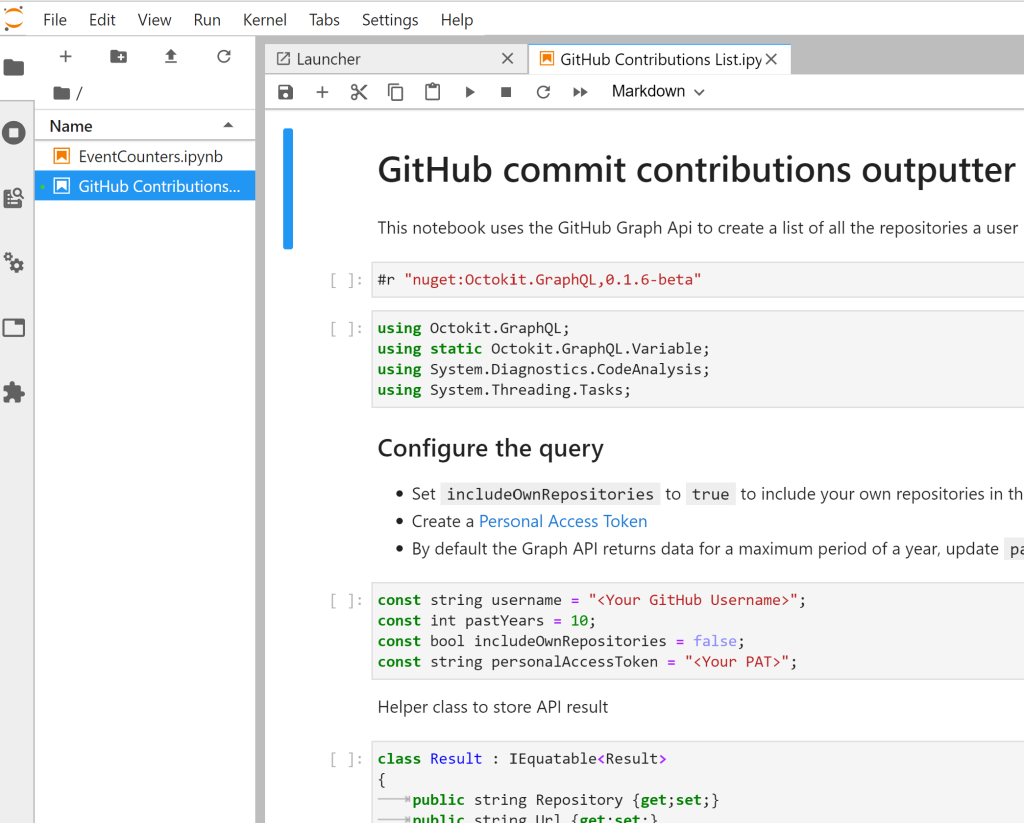 File Edit View Run Kernel Tabs Settings Help
Launcher
GitHub Contributions List.ipy
/
Markdown
Name
EventCounters.ipynb
GitHub Contributions...
GitHub commit contributions outputter
This notebook uses the GitHub Graph Api to create a list of all the repositories a user
[ ]: #r "nuget:Octokit.GraphQL,0.1.6-beta"
[ ]: using Octokit.GraphQL;
using static Octokit.GraphQL.Variable;
using System.Diagnostics.CodeAnalysis;
using System.Threading.Tasks;
Configure the query
• Set includeOwnRepositories to true to include your own repositories in th
• Create a Personal Access Token
• By default the Graph API returns data for a maximum period of a year, update pa
[ ]: const string username = "<Your GitHub Username>";
const int pastYears = 10;
const bool includeOwnRepositories = false;
const string personalAccessToken = "<Your PAT>";
Helper class to store API result
[ ]: class Result : IEquatable<Result>
{
public string Repository {get;set;}
public string Url {get;set;}